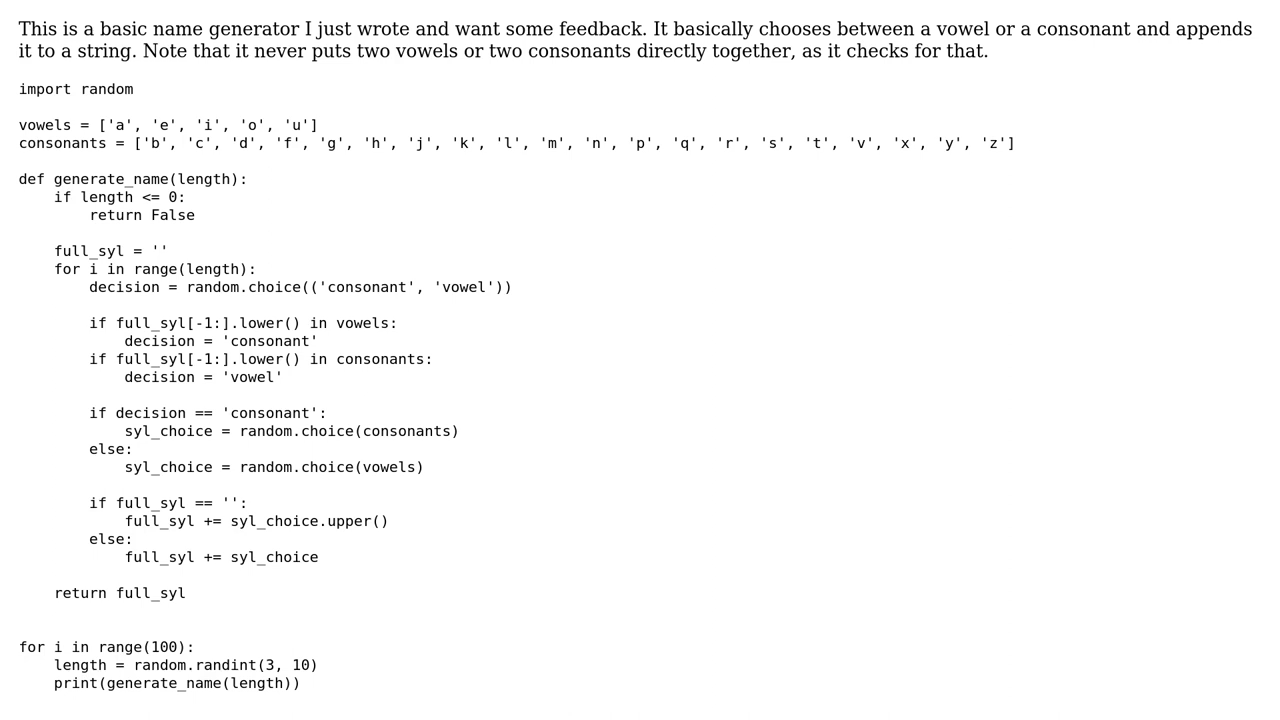 This is a basic name generator I just wrote and want some feedback. It basically chooses between a vowel or a consonant and appends
it to a string. Note that it never puts two vowels or two consonants directly together, as it checks for that.

import random

vowels = ['a', 'e', 'i', 'o', 'u']
consonants = ['b', 'c', 'd', 'f', 'g', 'h', 'j', 'k', 'l', 'm', 'n', 'p', 'q', 'r', 's', 't', 'v', 'x', 'y', 'z']

def generate_name(length):
    if length <= 0:
        return False

    full_syl = ''
    for i in range(length):
        decision = random.choice(('consonant', 'vowel'))

        if full_syl[-1:].lower() in vowels:
            decision = 'consonant'
        if full_syl[-1:].lower() in consonants:
            decision = 'vowel'

        if decision == 'consonant':
            syl_choice = random.choice(consonants)
        else:
            syl_choice = random.choice(vowels)

        if full_syl == '':
            full_syl += syl_choice.upper()
        else:
            full_syl += syl_choice

    return full_syl


for i in range(100):
    length = random.randint(3, 10)
    print(generate_name(length))